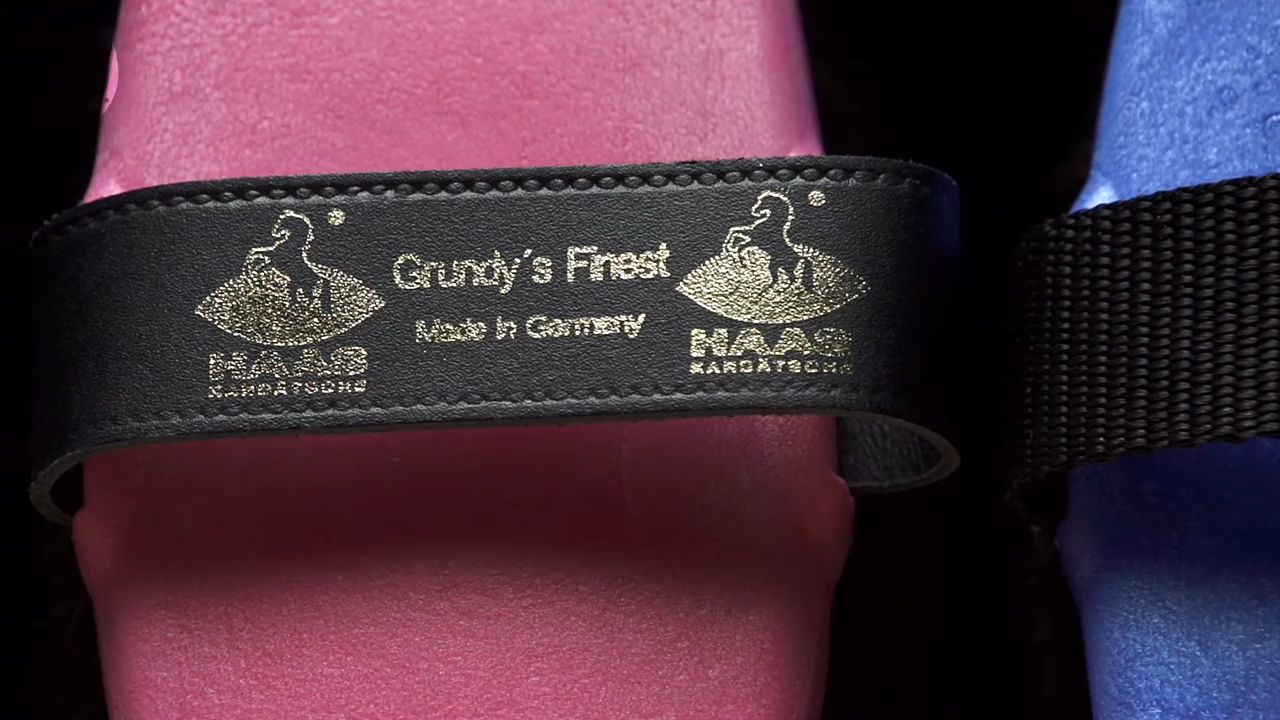 Grundy´s Finest
Made in Germany
HAAS
KARDÄTSCHE
HAAS
KARDÄTSCHE